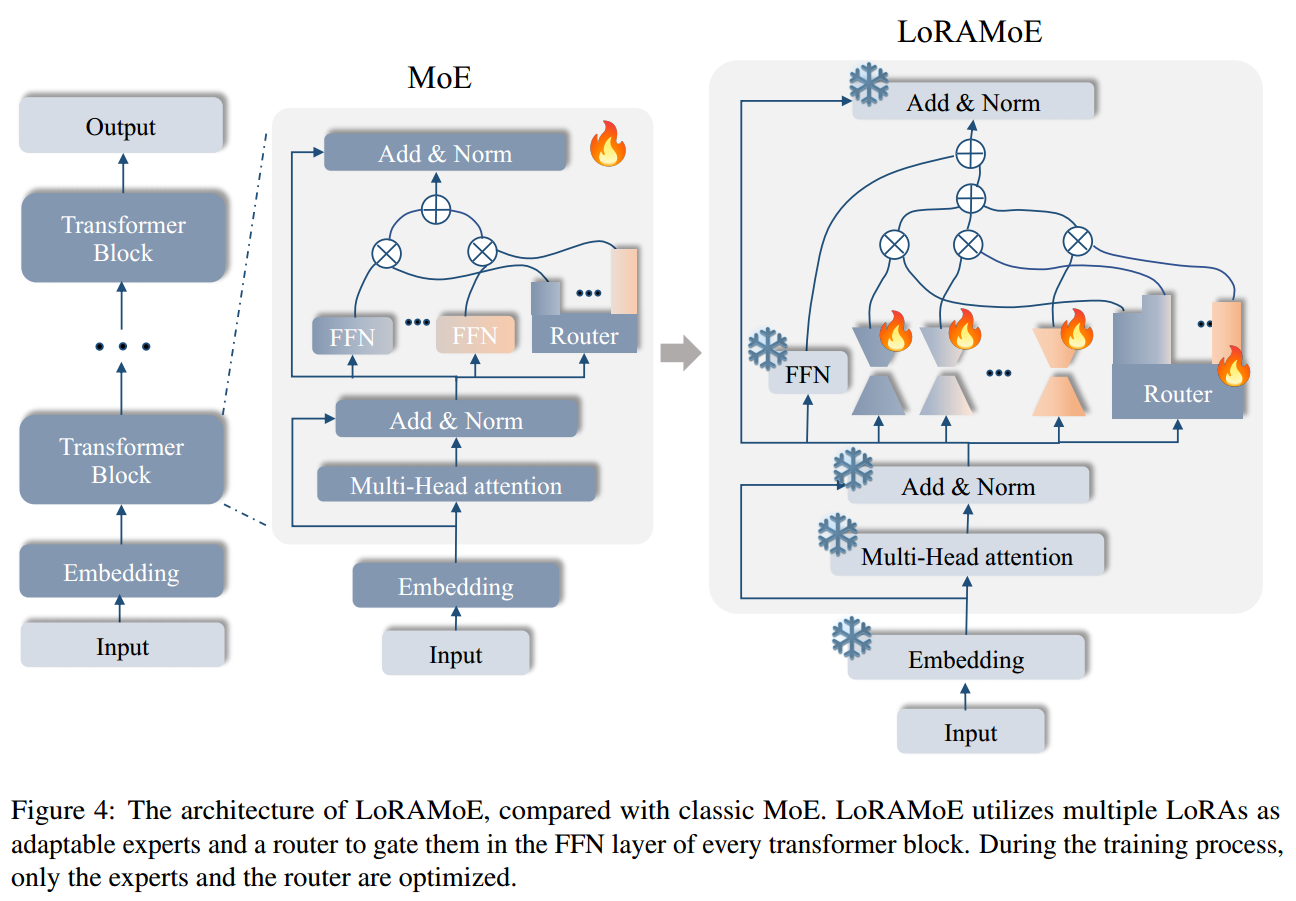 LoRAMoE
MoE
Output
Transformer
Block
Transformer
Block
Embedding
Input
Add & Norm
FFN
FFN
Router
Add & Norm
Multi-Head attention
Embedding
Input
Add & Norm
FFN
Router
Add & Norm
Multi-Head attention
Embedding
Input
Figure 4: The architecture of LoRAMoE, compared with classic MoE. LoRAMoE utilizes multiple LoRAs as
adaptable experts and a router to gate them in the FFN layer of every transformer block. During the training process,
only the experts and the router are optimized.